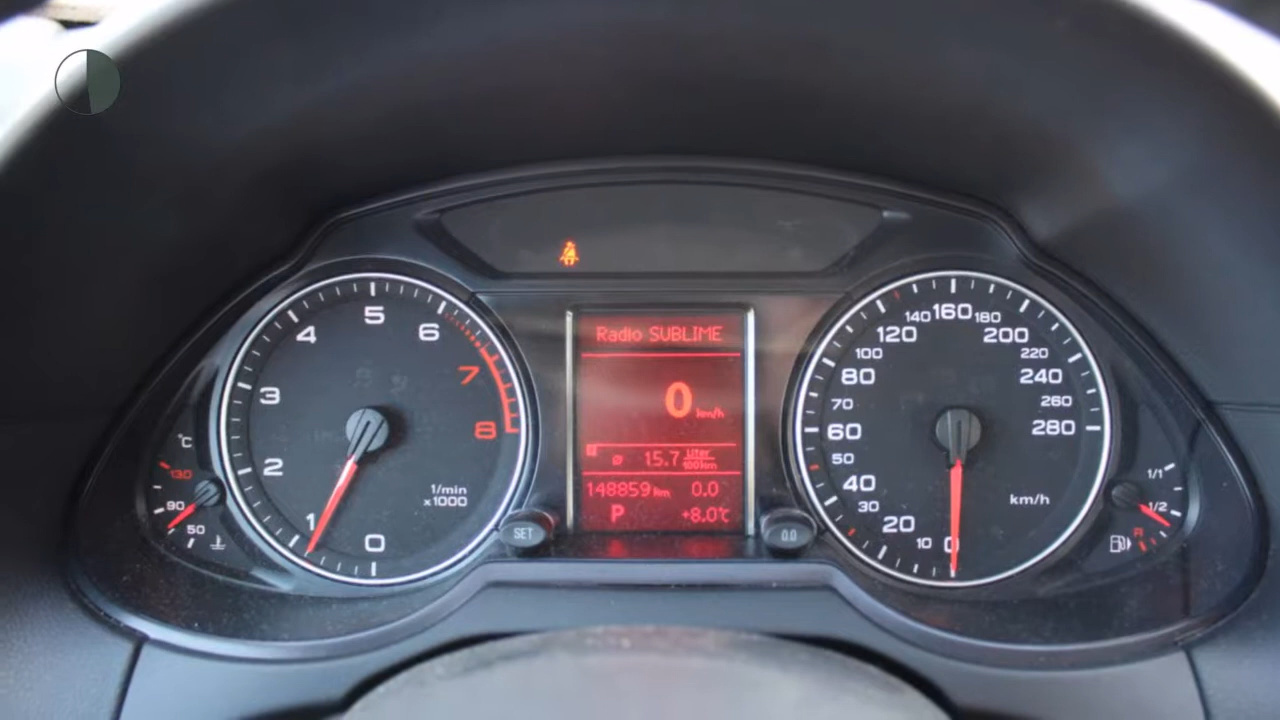 5
4
6
3
7
2
8
1
0
1/min
x1000
°C
130
90
50
Radio SUBLIME
0 km/h
ø 15.7 Liter
100km
148859 km 0.0
P +8.0°C
SET
0.0
140 160 180
120 200
100 220
80 240
70 260
60 280
50
40
30 km/h
20
10 0
1/1
1/2
R